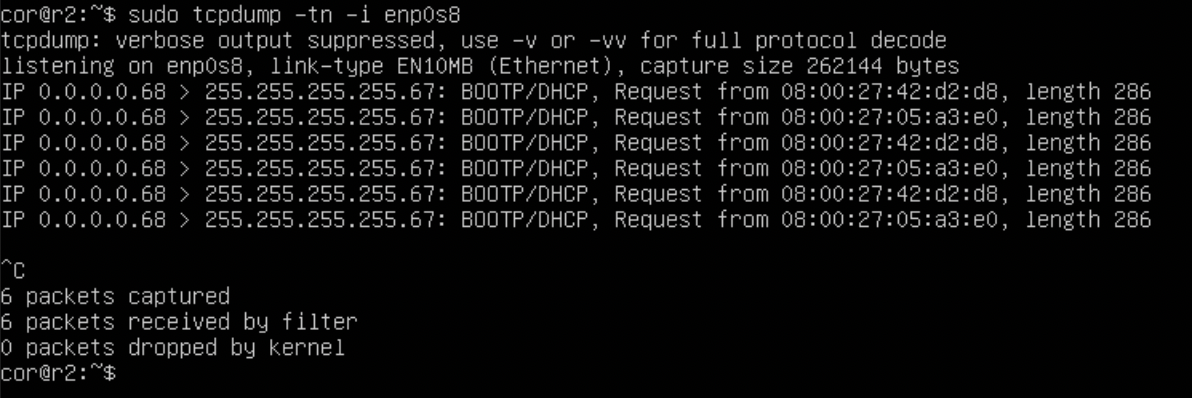 cor@r2:~$ sudo tcpdump -tn -i enp0s8
tcpdump: verbose output suppressed, use -v or -vv for full protocol decode
listening on enp0s8, link-type EN10MB (Ethernet), capture size 262144 bytes
IP 0.0.0.0.68 > 255.255.255.255.67: BOOTP/DHCP, Request from 08:00:27:42:d2:d8, length 286
IP 0.0.0.0.68 > 255.255.255.255.67: BOOTP/DHCP, Request from 08:00:27:05:a3:e0, length 286
IP 0.0.0.0.68 > 255.255.255.255.67: BOOTP/DHCP, Request from 08:00:27:42:d2:d8, length 286
IP 0.0.0.0.68 > 255.255.255.255.67: BOOTP/DHCP, Request from 08:00:27:05:a3:e0, length 286
IP 0.0.0.0.68 > 255.255.255.255.67: BOOTP/DHCP, Request from 08:00:27:42:d2:d8, length 286
IP 0.0.0.0.68 > 255.255.255.255.67: BOOTP/DHCP, Request from 08:00:27:05:a3:e0, length 286
^C
6 packets captured
6 packets received by filter
0 packets dropped by kernel
cor@r2:~$